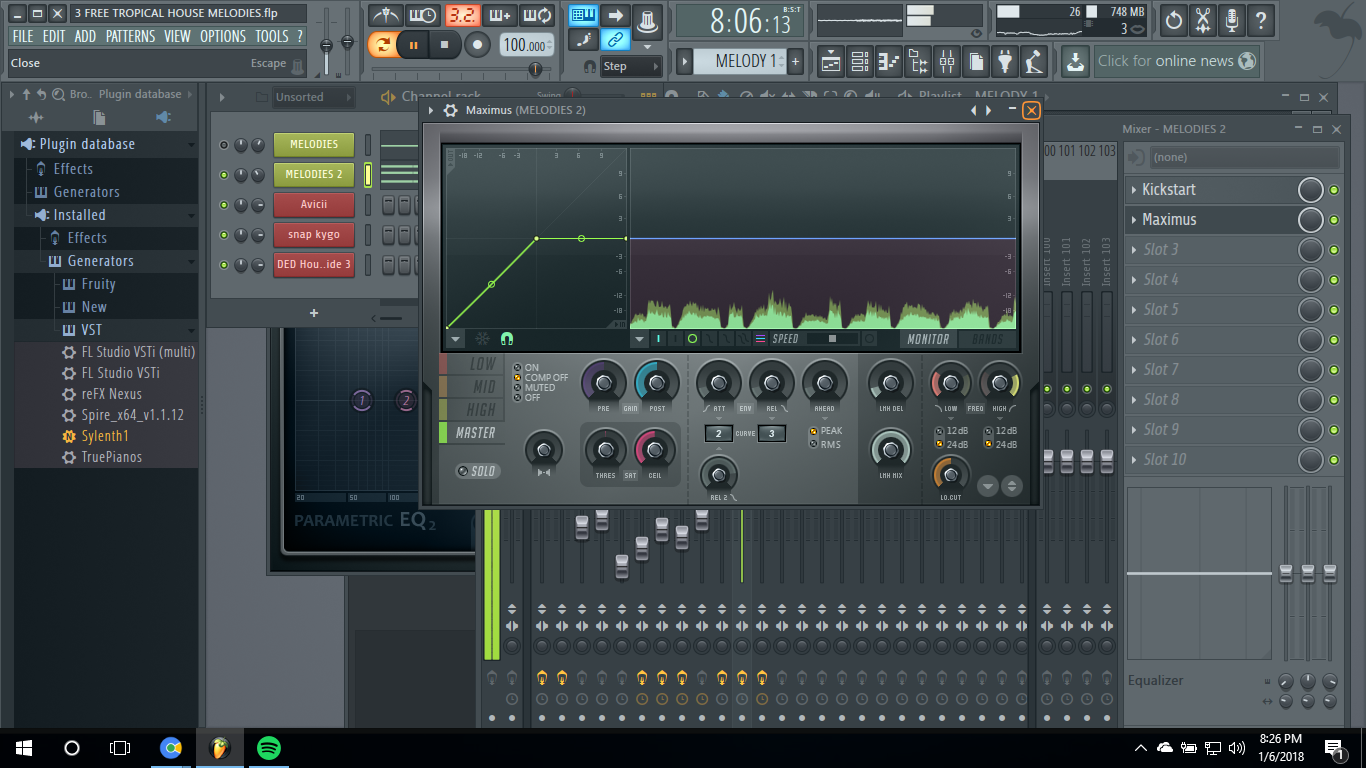 3 FREE TROPICAL HOUSE MELODIES.flp
FILE EDIT ADD PATTERNS VIEW OPTIONS TOOLS ?
Close Escape
3.2.
100.000
Step
8:06:13
B:S:T
MELODY 1
26 748 MB
3
?
Click for online news
Bro.. Plugin database
Plugin database
Effects
Generators
Installed
Effects
Generators
Fruity
New
VST
FL Studio VSTi (multi)
FL Studio VSTi
reFX Nexus
Spire_x64_v1.1.12
Sylenth1
TruePianos
Unsorted
Channel rack
Swing
Playlist - MELODY 1
MELODIES
MELODIES 2
Avicii
snap kygo
DED Hou..ide 3
+
1 2
20 50 100
PARAMETRIC EQ 2
Maximus (MELODIES 2)
-18 -12 -6 -3 3 6 9
9
6
3
-3
-6
-12
-18
SPEED
MONITOR BANDS
LOW
MID
HIGH
MASTER
SOLO
ON
COMP OFF
MUTED
OFF
PRE GAIN POST
THRES SAT CEIL
ATT ENV REL AHEAD
2 CURVE 3
PEAK
RMS
REL 2
LMH DEL
LMH MIX
LOW FREQ HIGH
12dB 12dB
24dB 24dB
LO.CUT
Mixer - MELODIES 2
(none)
Kickstart
Maximus
Slot 3
Slot 4
Slot 5
Slot 6
Slot 7
Slot 8
Slot 9
Slot 10
Equalizer
00 101 102 103
Insert 100
Insert 101
Insert 102
Insert 103
8:26 PM
1/6/2018
1